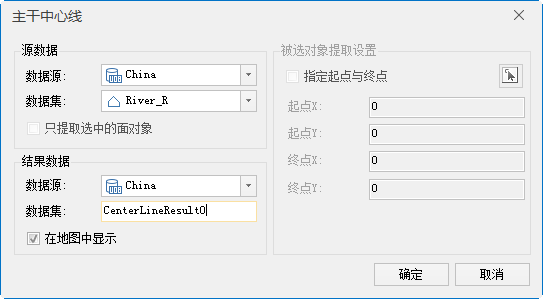 主干中心线
源数据
数据源: China
数据集: River_R
只提取选中的面对象
结果数据
数据源: China
数据集: CenterLineResult0
在地图中显示
被选对象提取设置
指定起点与终点
起点X: 0
起点Y: 0
终点X: 0
终点Y: 0
确定 取消